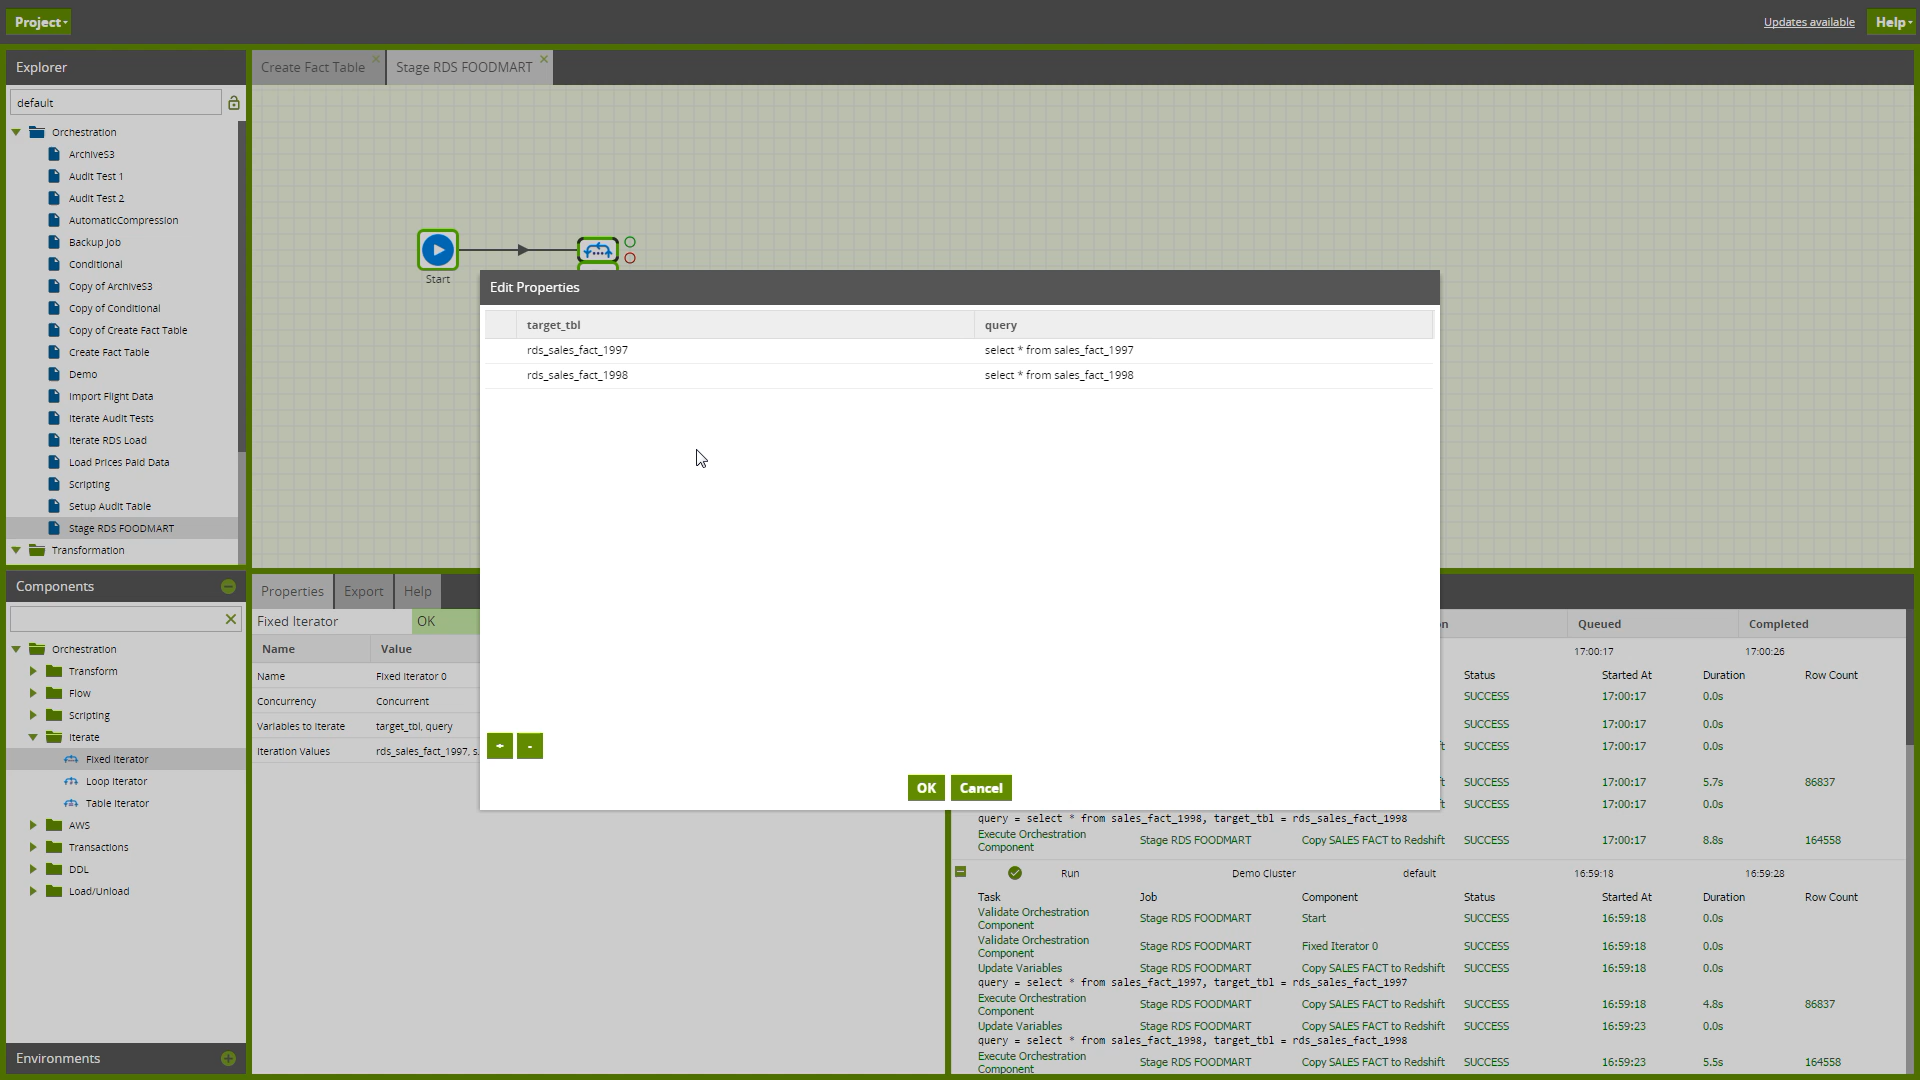 Project
Updates available
Help
Explorer
Create Fact Table
Stage RDS FOODMART
default
Orchestration
ArchiveS3
Audit Test 1
Audit Test 2
AutomaticCompression
Backup Job
Conditional
Copy of ArchiveS3
Copy of Conditional
Copy of Create Fact Table
Create Fact Table
Demo
Import Flight Data
Iterate Audit Tests
Iterate RDS Load
Load Prices Paid Data
Scripting
Setup Audit Table
Stage RDS FOODMART
Transformation
Start
Edit Properties
target_tbl query
rds_sales_fact_1997 select * from sales_fact_1997
rds_sales_fact_1998 select * from sales_fact_1998
+ -
OK Cancel
Components
Orchestration
Transform
Flow
Scripting
Iterate
Fixed Iterator
Loop Iterator
Table Iterator
AWS
Transactions
DDL
Load/Unload
Environments
Properties Export Help
Fixed Iterator OK
Name Value
Name Fixed Iterator 0
Concurrency Concurrent
Variables to Iterate target_tbl, query
Iteration Values rds_sales_fact_1997, s
n Queued Completed
17:00:17 17:00:26
Status Started At Duration Row Count
SUCCESS 17:00:17 0.0s
SUCCESS 17:00:17 0.0s
ft SUCCESS 17:00:17 0.0s
ft SUCCESS 17:00:17 5.7s 86837
ft SUCCESS 17:00:17 0.0s
query = select * from sales_fact_1998, target_tbl = rds_sales_fact_1998
Execute Orchestration Component Stage RDS FOODMART Copy SALES FACT to Redshift SUCCESS 17:00:17 8.8s 164558
Run Demo Cluster default 16:59:18 16:59:28
Task Job Component Status Started At Duration Row Count
Validate Orchestration Component Stage RDS FOODMART Start SUCCESS 16:59:18 0.0s
Validate Orchestration Component Stage RDS FOODMART Fixed Iterator 0 SUCCESS 16:59:18 0.0s
Update Variables Stage RDS FOODMART Copy SALES FACT to Redshift SUCCESS 16:59:18 0.0s
query = select * from sales_fact_1997, target_tbl = rds_sales_fact_1997
Execute Orchestration Component Stage RDS FOODMART Copy SALES FACT to Redshift SUCCESS 16:59:18 4.8s 86837
Update Variables Stage RDS FOODMART Copy SALES FACT to Redshift SUCCESS 16:59:23 0.0s
query = select * from sales_fact_1998, target_tbl = rds_sales_fact_1998
Execute Orchestration Component Stage RDS FOODMART Copy SALES FACT to Redshift SUCCESS 16:59:23 5.5s 164558